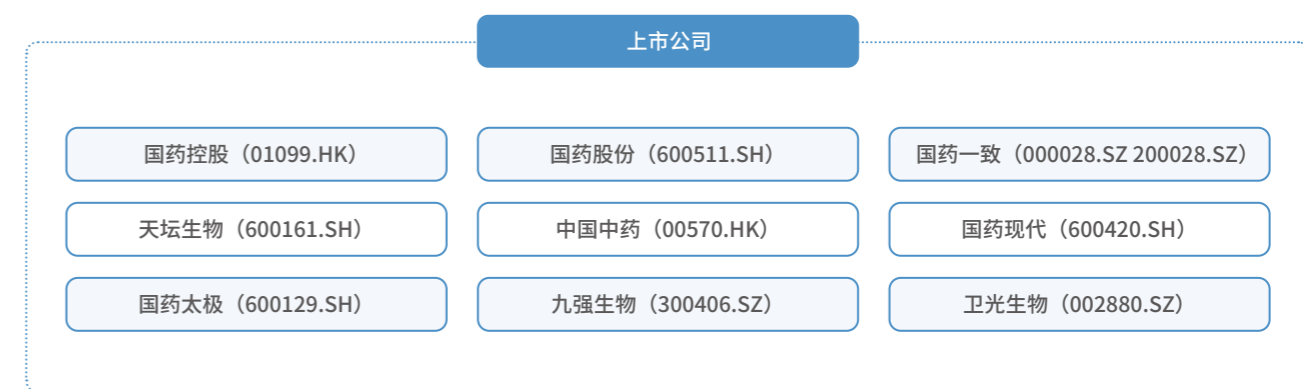 上市公司
国药控股（01099.HK）
国药股份（600511.SH）
国药一致（000028.SZ 200028.SZ）
天坛生物（600161.SH）
中国中药（00570.HK）
国药现代（600420.SH）
国药太极（600129.SH）
九强生物（300406.SZ）
卫光生物（002880.SZ）